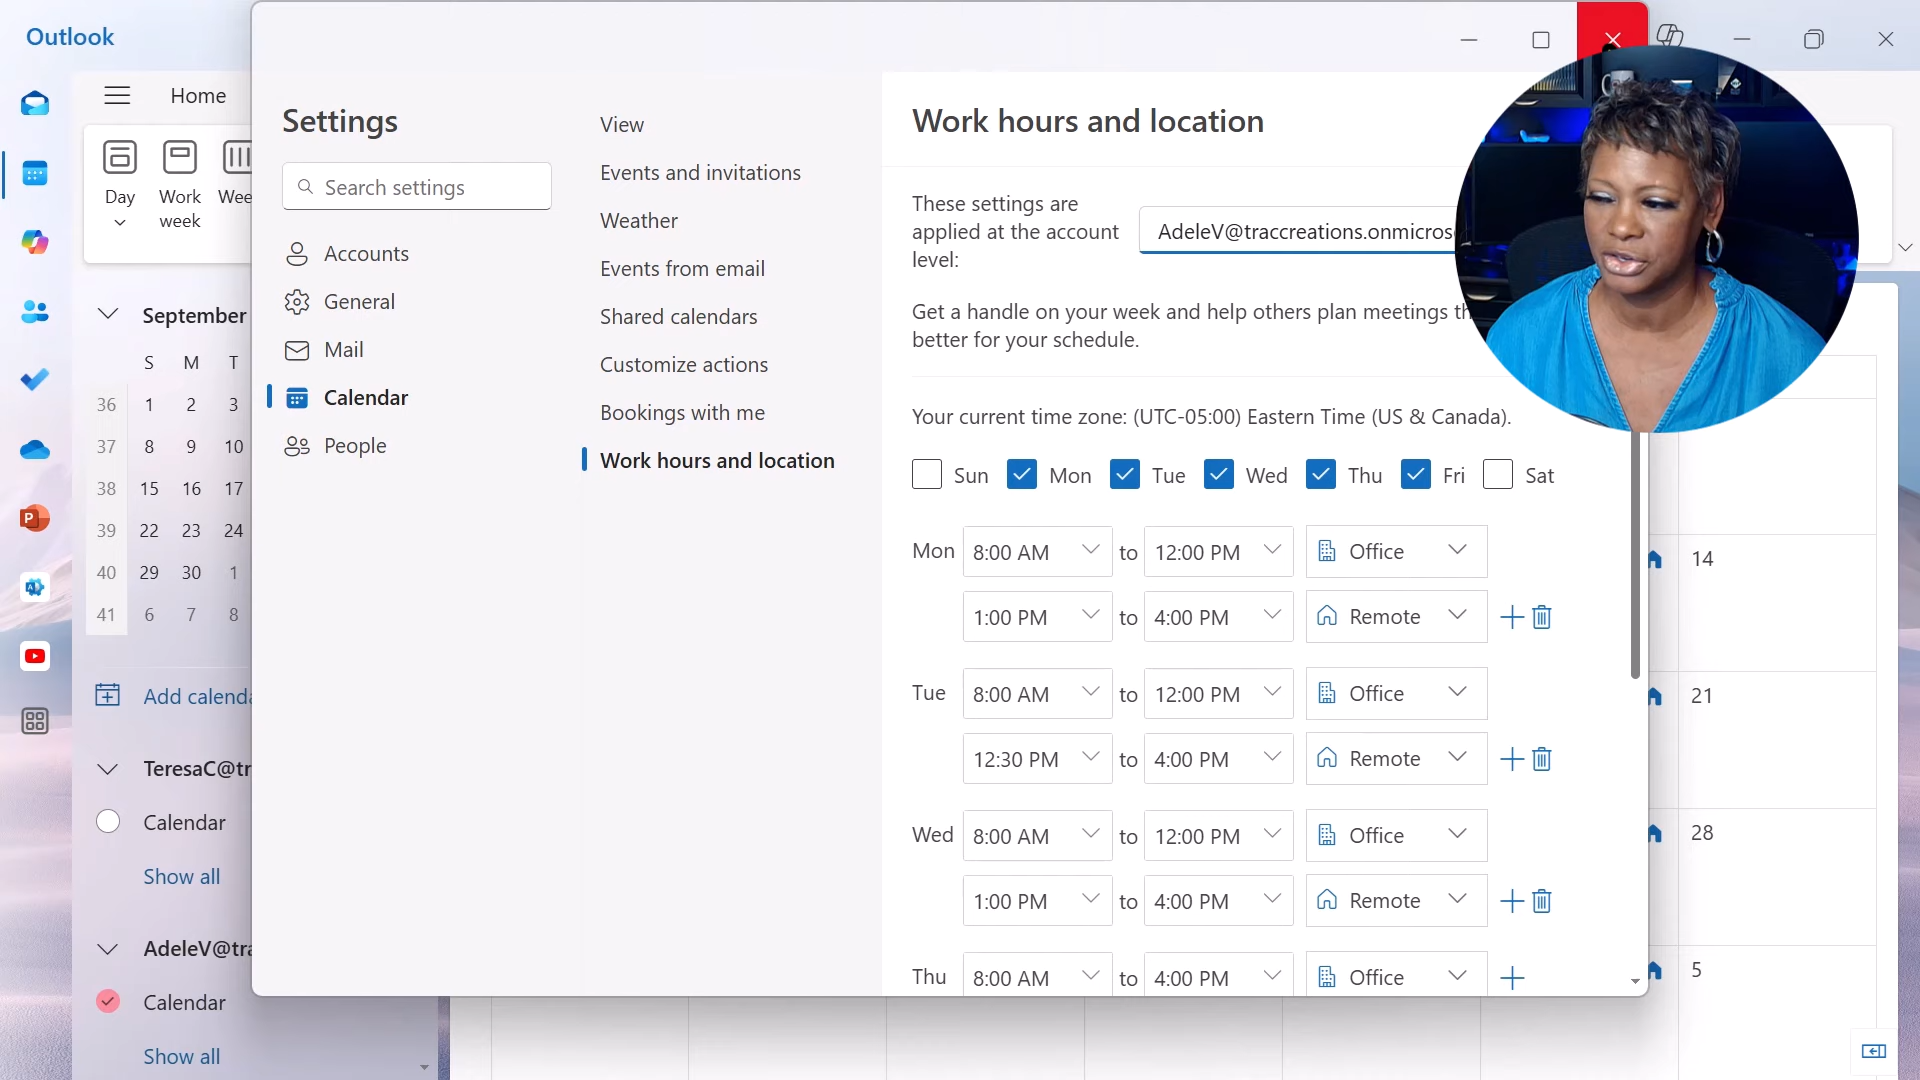 Outlook
Home
Day
Work
week
Wee
Settings
Search settings
Accounts
General
Mail
Calendar
People
View
Events and invitations
Weather
Events from email
Shared calendars
Customize actions
Bookings with me
Work hours and location
Work hours and location
These settings are
applied at the account
level:
AdeleV@traccreations.onmicros
Get a handle on your week and help others plan meetings th
better for your schedule.
Your current time zone: (UTC-05:00) Eastern Time (US & Canada).
Sun Mon Tue Wed Thu Fri Sat
Mon 8:00 AM to 12:00 PM Office
1:00 PM to 4:00 PM Remote
Tue 8:00 AM to 12:00 PM Office
12:30 PM to 4:00 PM Remote
Wed 8:00 AM to 12:00 PM Office
1:00 PM to 4:00 PM Remote
Thu 8:00 AM to 4:00 PM Office
September
S M T
36 1 2 3
37 8 9 10
38 15 16 17
39 22 23 24
40 29 30 1
41 6 7 8
Add calenda
TeresaC@tr
Calendar
Show all
AdeleV@tra
Calendar
Show all
14
21
28
5